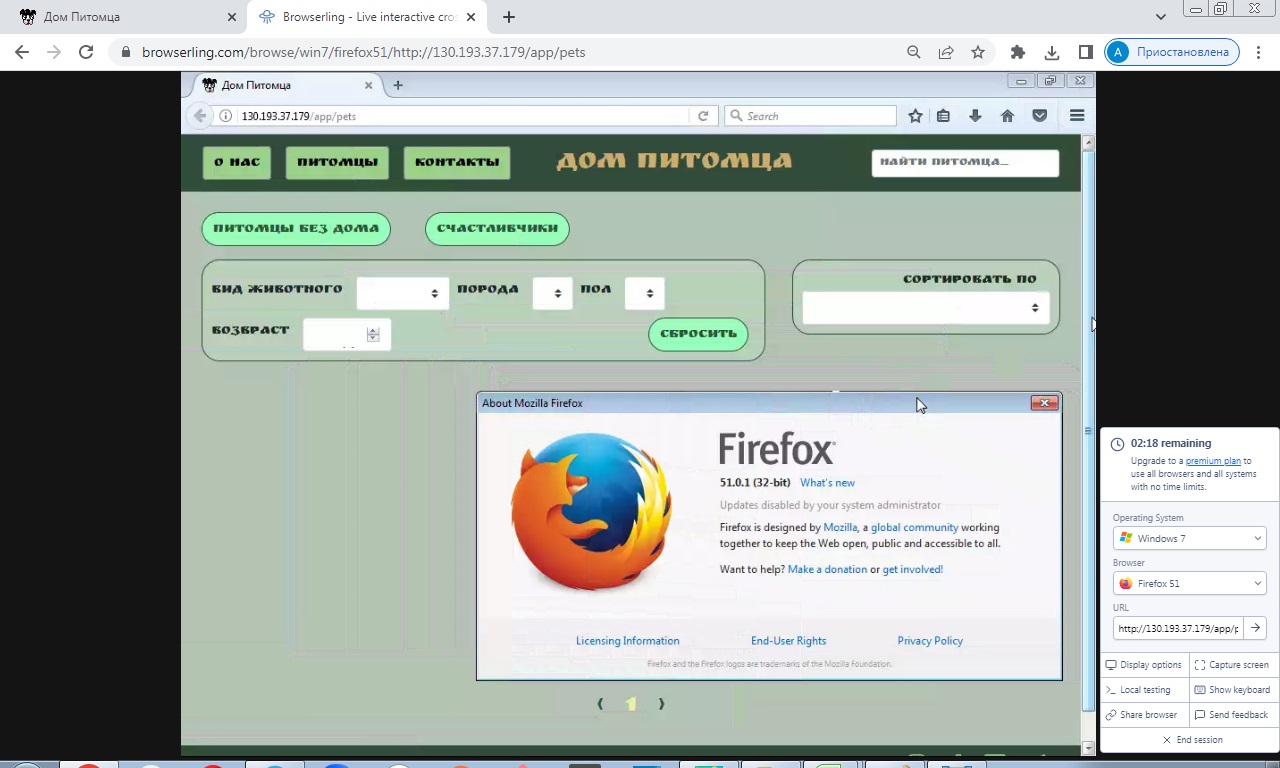 Дом Питомца
Browserling - Live interactive cro
browserling.com/browse/win7/firefox51/http://130.193.37.179/app/pets
A
Приостановлена
Дом Питомца
130.193.37.179/app/pets
Search
О НАС
ПИТОМЦЫ
КОНТАКТЫ
ДОМ ПИТОМЦА
НАЙТИ ПИТОМЦА...
ПИТОМЦЫ БЕЗ ДОМА
СЧАСТЛИВЧИКИ
ВИД ЖИВОТНОГО
ПОРОДА
ПОЛ
СОРТИРОВАТЬ ПО
ВОЗВРАСТ
СБРОСИТЬ
About Mozilla Firefox
Firefox
51.0.1 (32-bit) What's new
Updates disabled by your system administrator
Firefox is designed by Mozilla, a global community working
together to keep the Web open, public and accessible to all.
Want to help? Make a donation or get involved!
Licensing Information
End-User Rights
Privacy Policy
Firefox and the Firefox logos are trademarks of the Mozilla Foundation.
1
02:18 remaining
Upgrade to a premium plan to
use all browsers and all systems
with no time limits.
Operating System
Windows 7
Browser
Firefox 51
URL
http://130.193.37.179/app/p
Display options
Capture screen
Local testing
Show keyboard
Share browser
Send feedback
End session